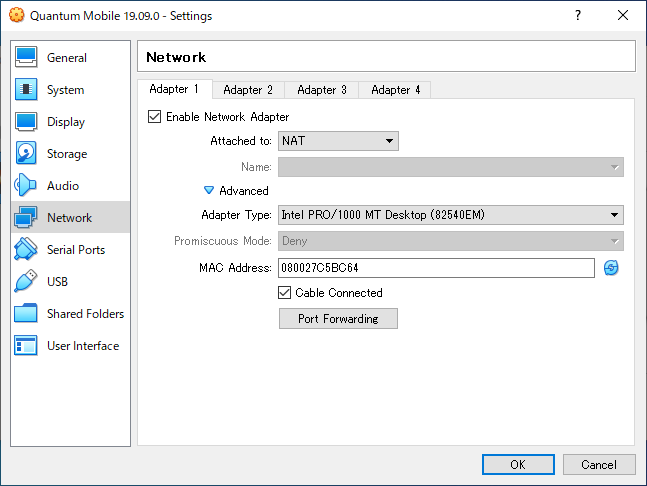 Quantum Mobile 19.09.0 - Settings
General
System
Display
Storage
Audio
Network
Serial Ports
USB
Shared Folders
User Interface
Network
Adapter 1 Adapter 2 Adapter 3 Adapter 4
Enable Network Adapter
Attached to: NAT
Name:
Advanced
Adapter Type: Intel PRO/1000 MT Desktop (82540EM)
Promiscuous Mode: Deny
MAC Address: 080027C5BC64
Cable Connected
Port Forwarding
OK Cancel